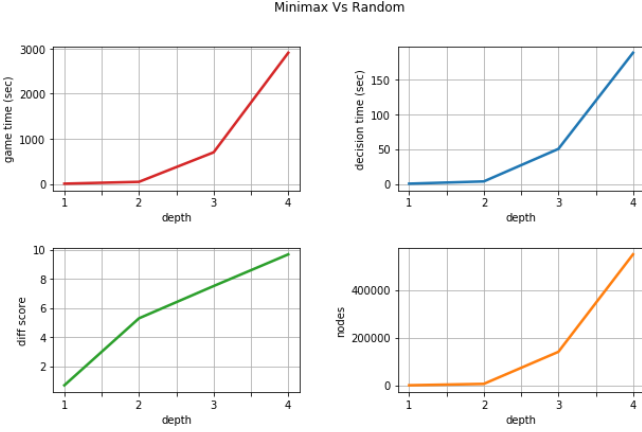 Minimax Vs Random
game time (sec)
3000
2000
1000
0
1 2 3 4
depth
decision time (sec)
150
100
50
0
1 2 3 4
depth
diff score
10
8
6
4
2
1 2 3 4
depth
nodes
400000
200000
0
1 2 3 4
depth